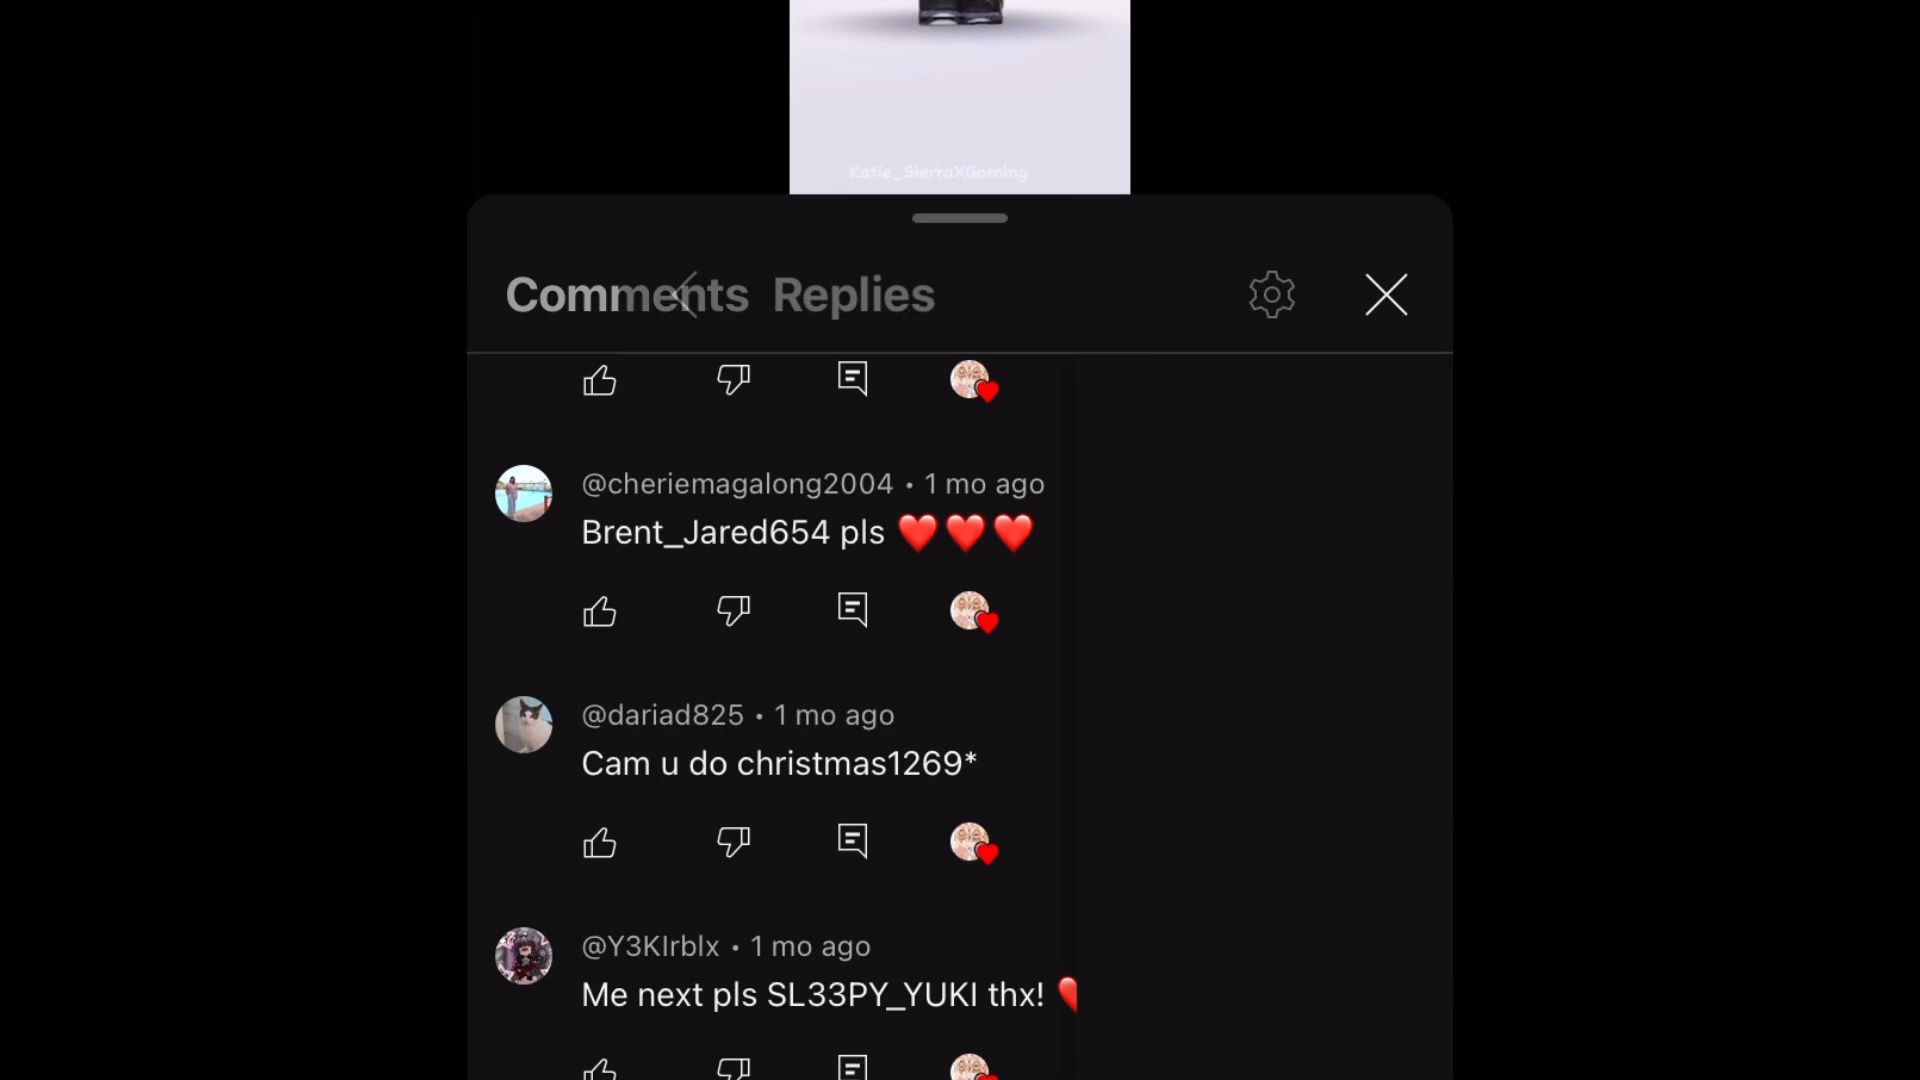 Katie_SierraXGaming
Comments Replies
@cheriemagalong2004 • 1 mo ago
Brent_Jared654 pls ❤️❤️❤️
@dariad825 • 1 mo ago
Cam u do christmas1269*
@Y3KIrblx • 1 mo ago
Me next pls SL33PY_YUKI thx! ❤️